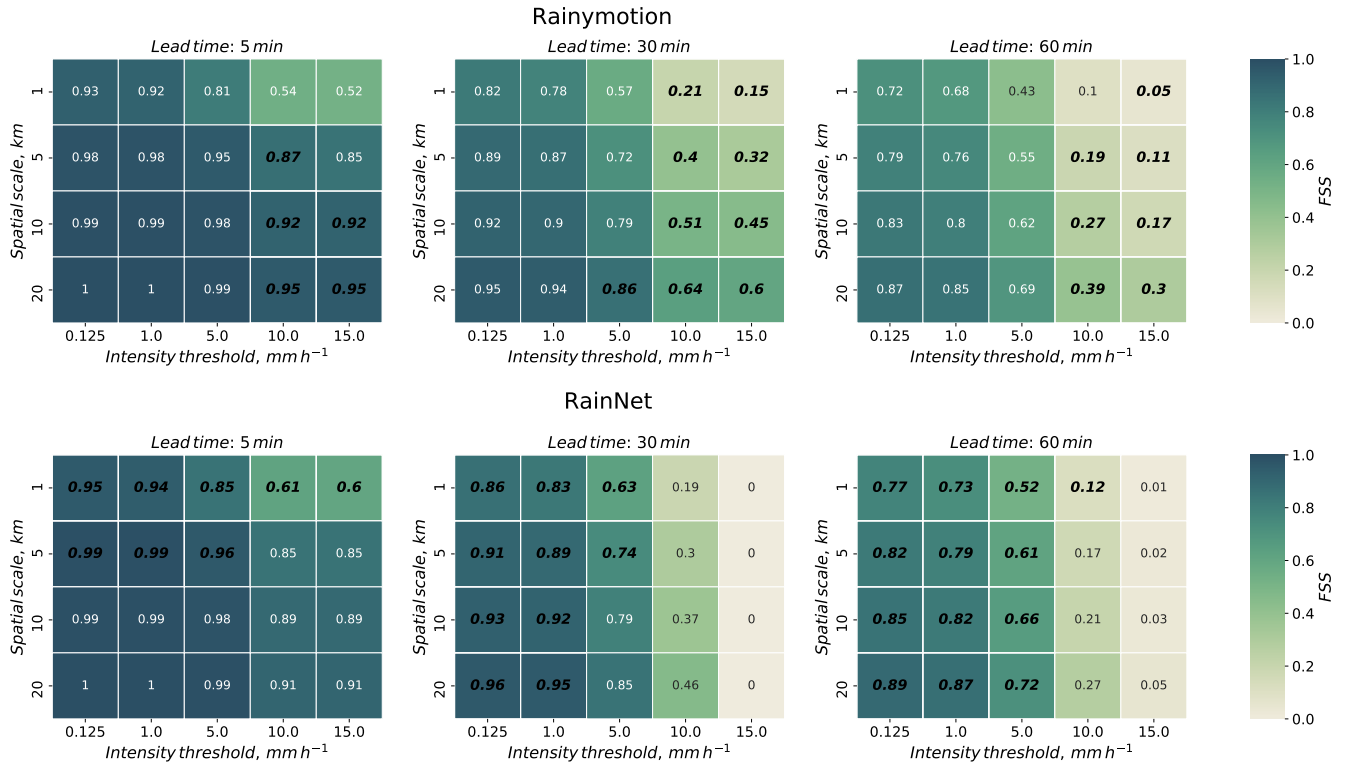 Rainymotion
Lead time: 5 min
Lead time: 30 min
Lead time: 60 min
Spatial scale, km
1 0.93 0.92 0.81 0.54 0.52
5 0.98 0.98 0.95 0.87 0.85
10 0.99 0.99 0.98 0.92 0.92
20 1 1 0.99 0.95 0.95
0.125 1.0 5.0 10.0 15.0
Intensity threshold, mm h⁻¹
Spatial scale, km
1 0.82 0.78 0.57 0.21 0.15
5 0.89 0.87 0.72 0.4 0.32
10 0.92 0.9 0.79 0.51 0.45
20 0.95 0.94 0.86 0.64 0.6
0.125 1.0 5.0 10.0 15.0
Intensity threshold, mm h⁻¹
Spatial scale, km
1 0.72 0.68 0.43 0.1 0.05
5 0.79 0.76 0.55 0.19 0.11
10 0.83 0.8 0.62 0.27 0.17
20 0.87 0.85 0.69 0.39 0.3
0.125 1.0 5.0 10.0 15.0
Intensity threshold, mm h⁻¹
1.0
0.8
0.6
0.4
0.2
0.0
FSS
RainNet
Lead time: 5 min
Lead time: 30 min
Lead time: 60 min
Spatial scale, km
1 0.95 0.94 0.85 0.61 0.6
5 0.99 0.99 0.96 0.85 0.85
10 0.99 0.99 0.98 0.89 0.89
20 1 1 0.99 0.91 0.91
0.125 1.0 5.0 10.0 15.0
Intensity threshold, mm h⁻¹
Spatial scale, km
1 0.86 0.83 0.63 0.19 0
5 0.91 0.89 0.74 0.3 0
10 0.93 0.92 0.79 0.37 0
20 0.96 0.95 0.85 0.46 0
0.125 1.0 5.0 10.0 15.0
Intensity threshold, mm h⁻¹
Spatial scale, km
1 0.77 0.73 0.52 0.12 0.01
5 0.82 0.79 0.61 0.17 0.02
10 0.85 0.82 0.66 0.21 0.03
20 0.89 0.87 0.72 0.27 0.05
0.125 1.0 5.0 10.0 15.0
Intensity threshold, mm h⁻¹
1.0
0.8
0.6
0.4
0.2
0.0
FSS